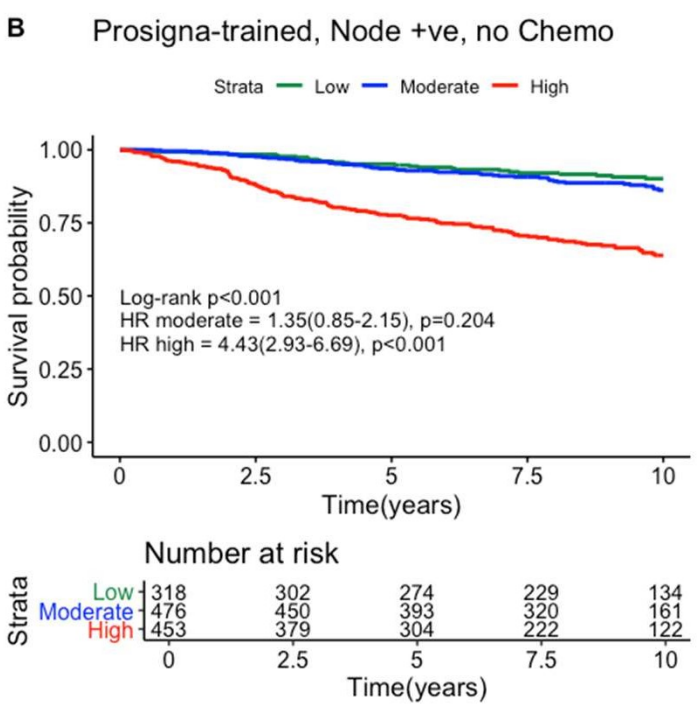 B
Prosigna-trained, Node +ve, no Chemo
Strata Low Moderate High
Survival probability
1.00
0.75
0.50
0.25
0.00
Log-rank p<0.001
HR moderate = 1.35(0.85-2.15), p=0.204
HR high = 4.43(2.93-6.69), p<0.001
0 2.5 5 7.5 10
Time(years)
Number at risk
Strata
Low 318 302 274 229 134
Moderate 476 450 393 320 161
High 453 379 304 222 122
0 2.5 5 7.5 10
Time(years)